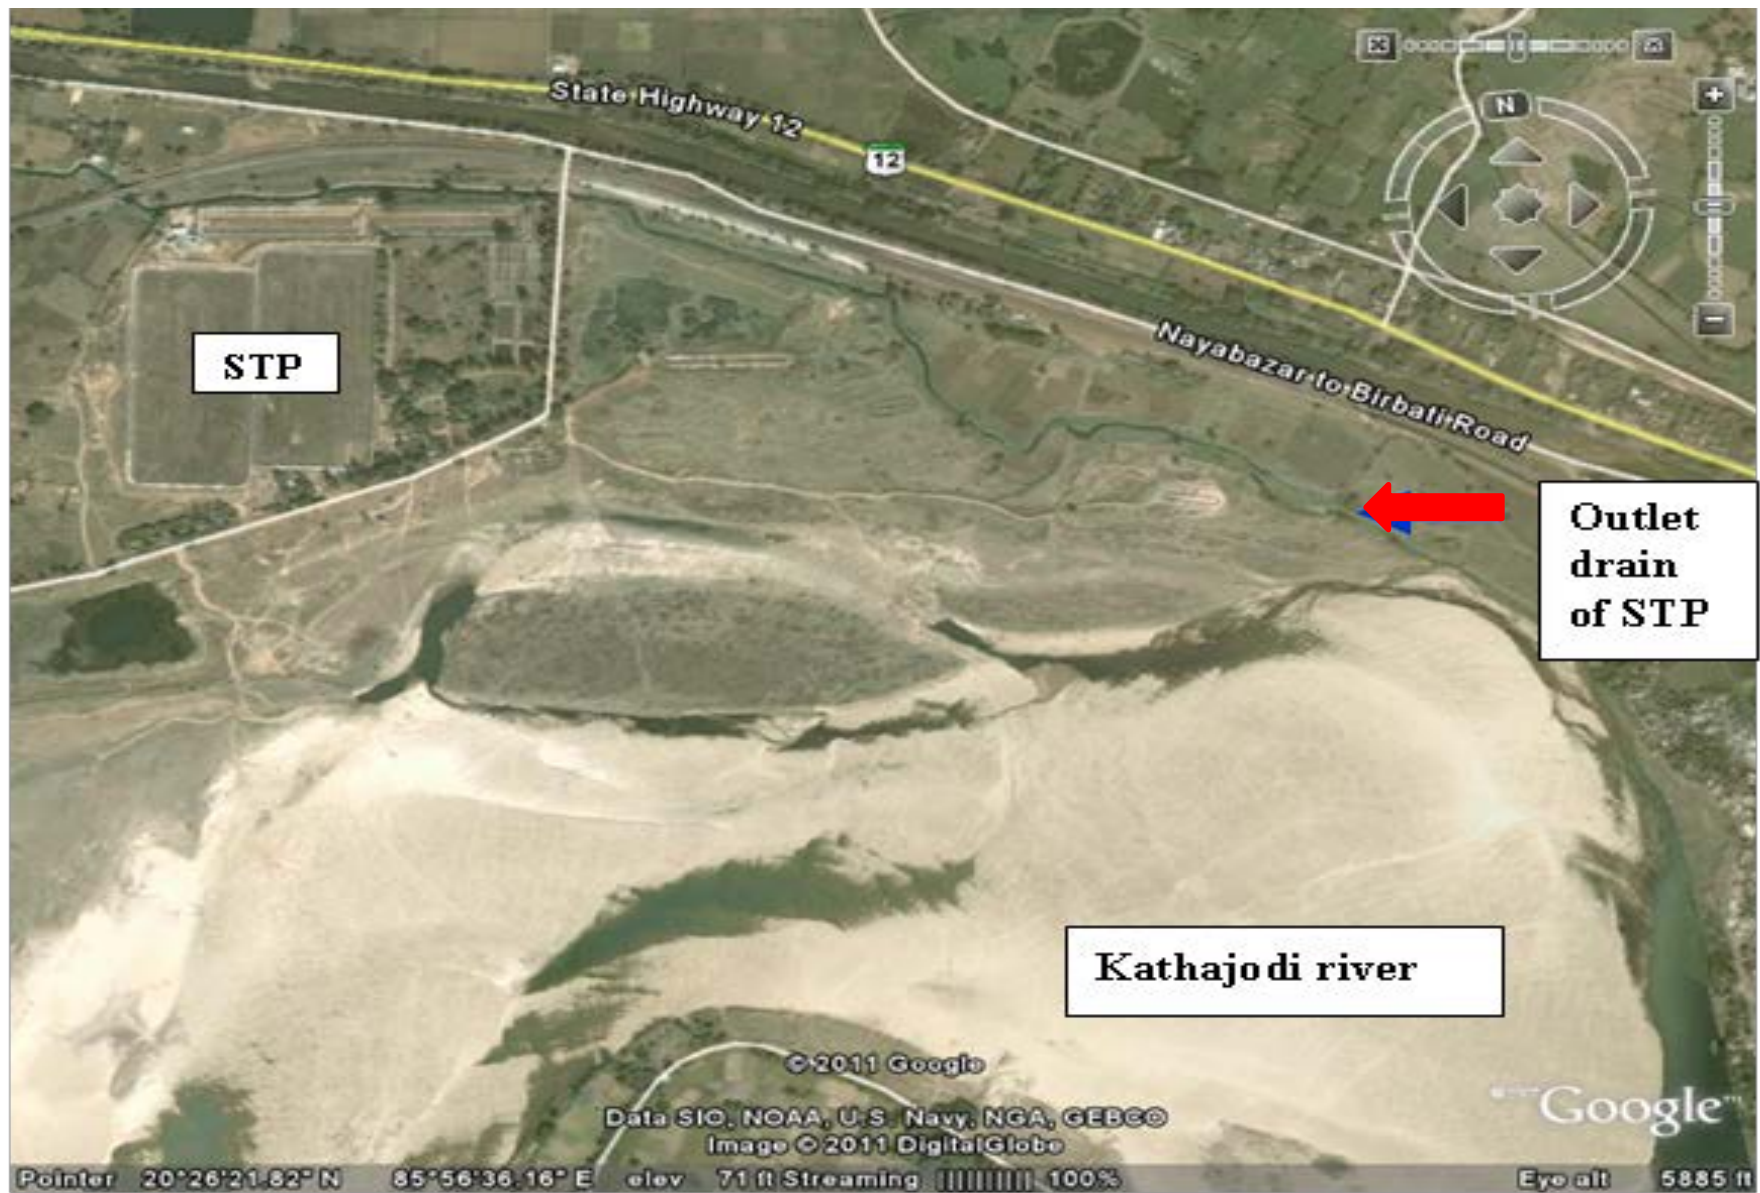 State Highway 12
12
N
Nayabazar to Birbati Road
STP
Outlet
drain
of STP
Kathajodi river
© 2011 Google
Data SIO, NOAA, U.S. Navy, NGA, GEBCO
Image © 2011 DigitalGlobe
Google
Pointer 20°26'21.82" N 85°56'36.16" E elev 71 ft Streaming |||||||||| 100% Eye alt 5885 ft